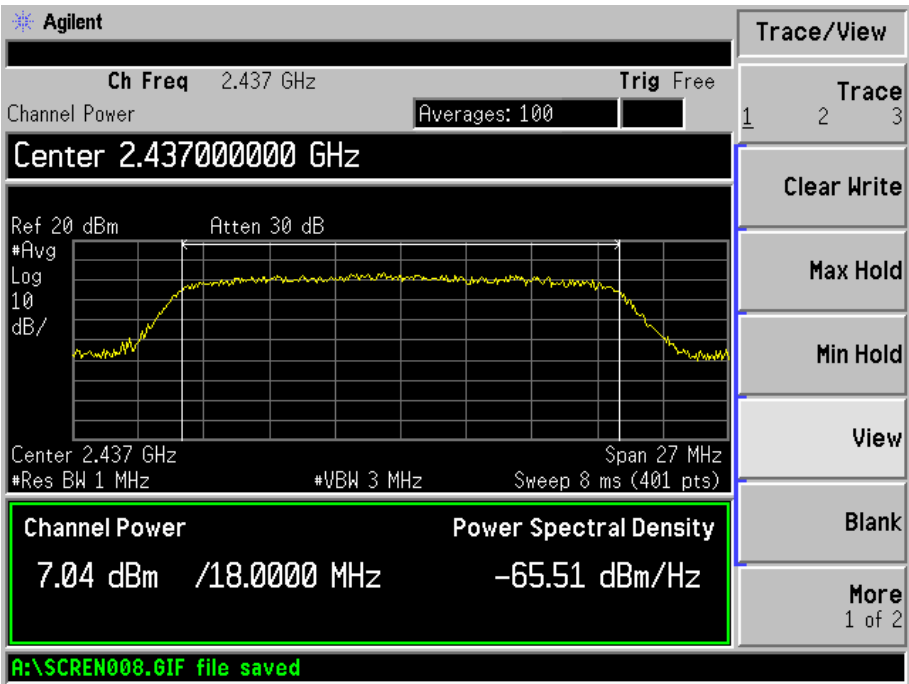 Agilent
Ch Freq 2.437 GHz Trig Free
Channel Power Averages: 100
Center 2.437000000 GHz
Ref 20 dBm Atten 30 dB
#Avg
Log
10
dB/
Center 2.437 GHz Span 27 MHz
#Res BW 1 MHz #VBW 3 MHz Sweep 8 ms (401 pts)
Channel Power Power Spectral Density
7.04 dBm /18.0000 MHz -65.51 dBm/Hz
A:\SCREN008.GIF file saved
Trace/View
Trace
1 2 3
Clear Write
Max Hold
Min Hold
View
Blank
More
1 of 2